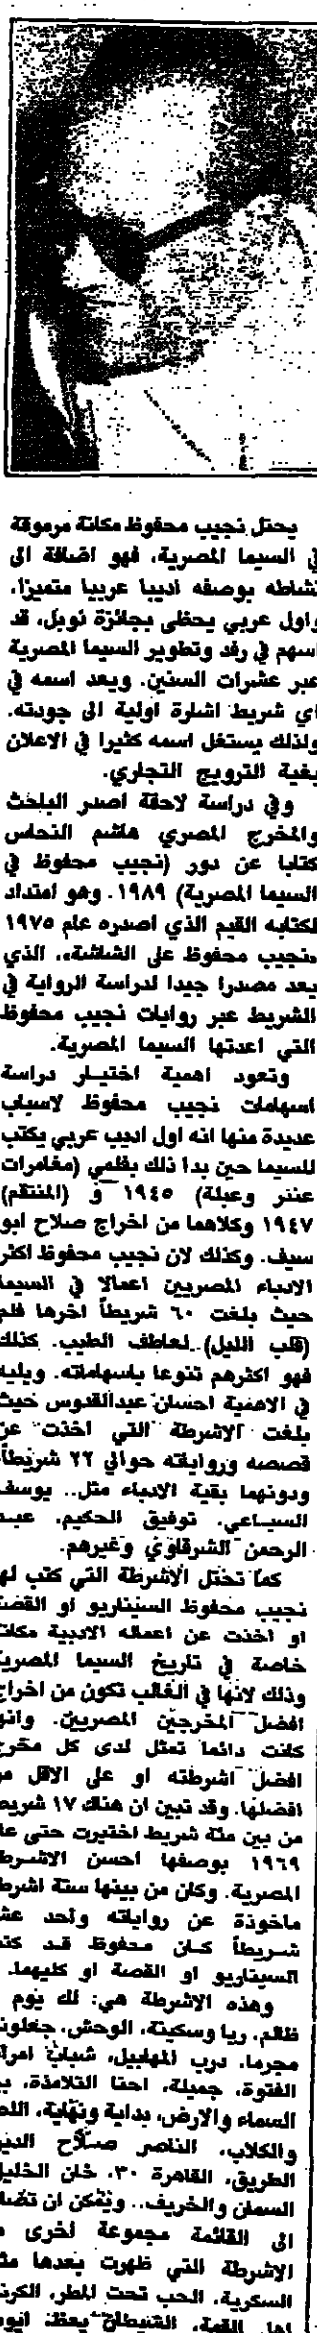 يحتل نجيب محفوظ مكانة مرموقة
في السيما المصرية، فهو اضافة الى
نشاطه بوصفه اديبا عربيا متميزا،
واول عربي يحظى بجائزة نوبل، قد
اسهم في رفد وتطوير السيما المصرية
عبر عشرات السنين. ويعد اسمه في
اي شريط اشارة اولية الى جودته.
ولذلك يستغل اسمه كثيرا في الاعلان
بغية الترويج التجاري.
وفي دراسة لاحقة اصدر الباحث
والمخرج المصري هاشم النحاس
كتابا عن دور (نجيب محفوظ في
السيما المصرية) ١٩٨٩. وهو امتداد
لكتابه القيم الذي اصدره عام ١٩٧٥
«نجيب محفوظ على الشاشة»، الذي
يعد مصدرا جيدا لدراسة الرواية في
الشريط عبر روايات نجيب محفوظ
التي اعدتها السيما المصرية.
وتعود اهمية اختيار دراسة
اسهامات نجيب محفوظ لاسباب
عديدة منها انه اول اديب عربي يكتب
للسيما حين بدا ذلك بفلمي (مغامرات
عنتر وعبلة) ١٩٤٥ و (المنتقم)
١٩٤٧ وكلاهما من اخراج صلاح ابو
سيف. وكذلك لان نجيب محفوظ اكثر
الادباء المصريين اعمالا في السيما
حيث بلغت ٦٠ شريطاً اخرها فلم
(قلب الليل) لعاطف الطيب. كذلك
فهو اكثرهم تنوعا باسهاماته. ويليه
في الاهمية احسان عبدالقدوس حيث
بلغت الاشرطة التي اخذت عن
قصصه ورواياته حوالي ٢٢ شريطاً،
ودونهما بقية الادباء مثل.. يوسف
السباعي. توفيق الحكيم. عبد
الرحمن الشرقاوي وغيرهم.
كما تحتل الاشرطة التي كتب لها
نجيب محفوظ السيناريو او القصة
او اخذت عن اعماله الادبية مكانة
خاصة في تاريخ السيما المصرية
وذلك لانها في الغالب تكون من اخراج
افضل المخرجين المصريين. وانها
كانت دائما تمثل لدى كل مخرج
افضل اشرطته او على الاقل من
افضلها. وقد تبين ان هناك ١٧ شريطا
من بين مئة شريط اختيرت حتى عام
١٩٦٩ بوصفها احسن الاشرطة
المصرية. وكان من بينها ستة اشرطة
ماخوذة عن رواياته واحد عشر
شريطاً كان محفوظ قد كتب
السيناريو او القصة او كليهما.
وهذه الاشرطة هي: لك يوم يا
ظالم، ريا وسكينة، الوحش، جعلوني
مجرما، درب المهابيل، شباب امرأة
الفتوة، جميلة، احنا التلامذة، بين
السماء والارض، بداية ونهاية، اللص
والكلاب، الناصر صلاح الدين
الطريق، القاهرة ٣٠، خان الخليلي
السمان والخريف.. ويمكن ان تضاف
الى القائمة مجموعة اخرى من
الاشرطة التي ظهرت بعدها مثل
السكرية، الحب تحت المطر، الكرنك
اهل القمة، الشيطان يعظ، ايوب